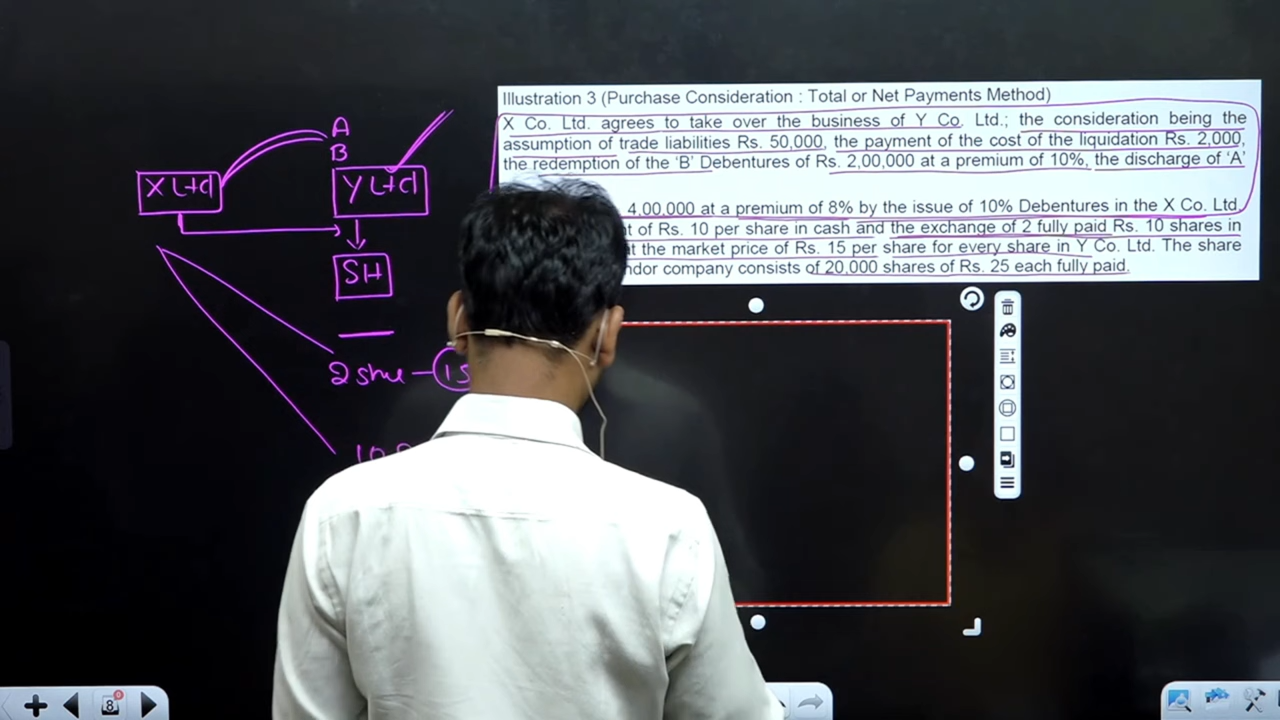 Illustration 3 (Purchase Consideration : Total or Net Payments Method)
X Co. Ltd. agrees to take over the business of Y Co. Ltd.; the consideration being the
assumption of trade liabilities Rs. 50,000, the payment of the cost of the liquidation Rs. 2,000,
the redemption of the 'B' Debentures of Rs. 2,00,000 at a premium of 10%, the discharge of 'A'
4,00,000 at a premium of 8% by the issue of 10% Debentures in the X Co. Ltd.
of Rs. 10 per share in cash and the exchange of 2 fully paid Rs. 10 shares in
at the market price of Rs. 15 per share for every share in Y Co. Ltd. The share
company consists of 20,000 shares of Rs. 25 each fully paid.
A
B
X Ltd
Y Ltd
SH
2 share - 15
8
0